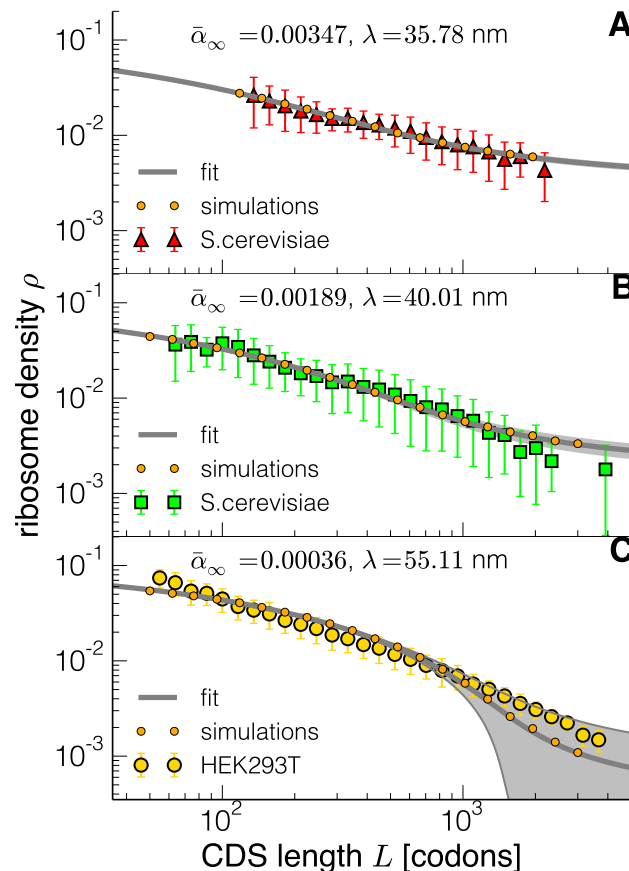 A
ᾱ∞ =0.00347, λ=35.78 nm
10⁻¹
10⁻²
10⁻³
fit
simulations
S.cerevisiae
B
ᾱ∞ =0.00189, λ=40.01 nm
10⁻¹
10⁻²
10⁻³
fit
simulations
S.cerevisiae
ribosome density ρ
C
ᾱ∞ =0.00036, λ=55.11 nm
10⁻¹
10⁻²
10⁻³
fit
simulations
HEK293T
10² 10³
CDS length L [codons]